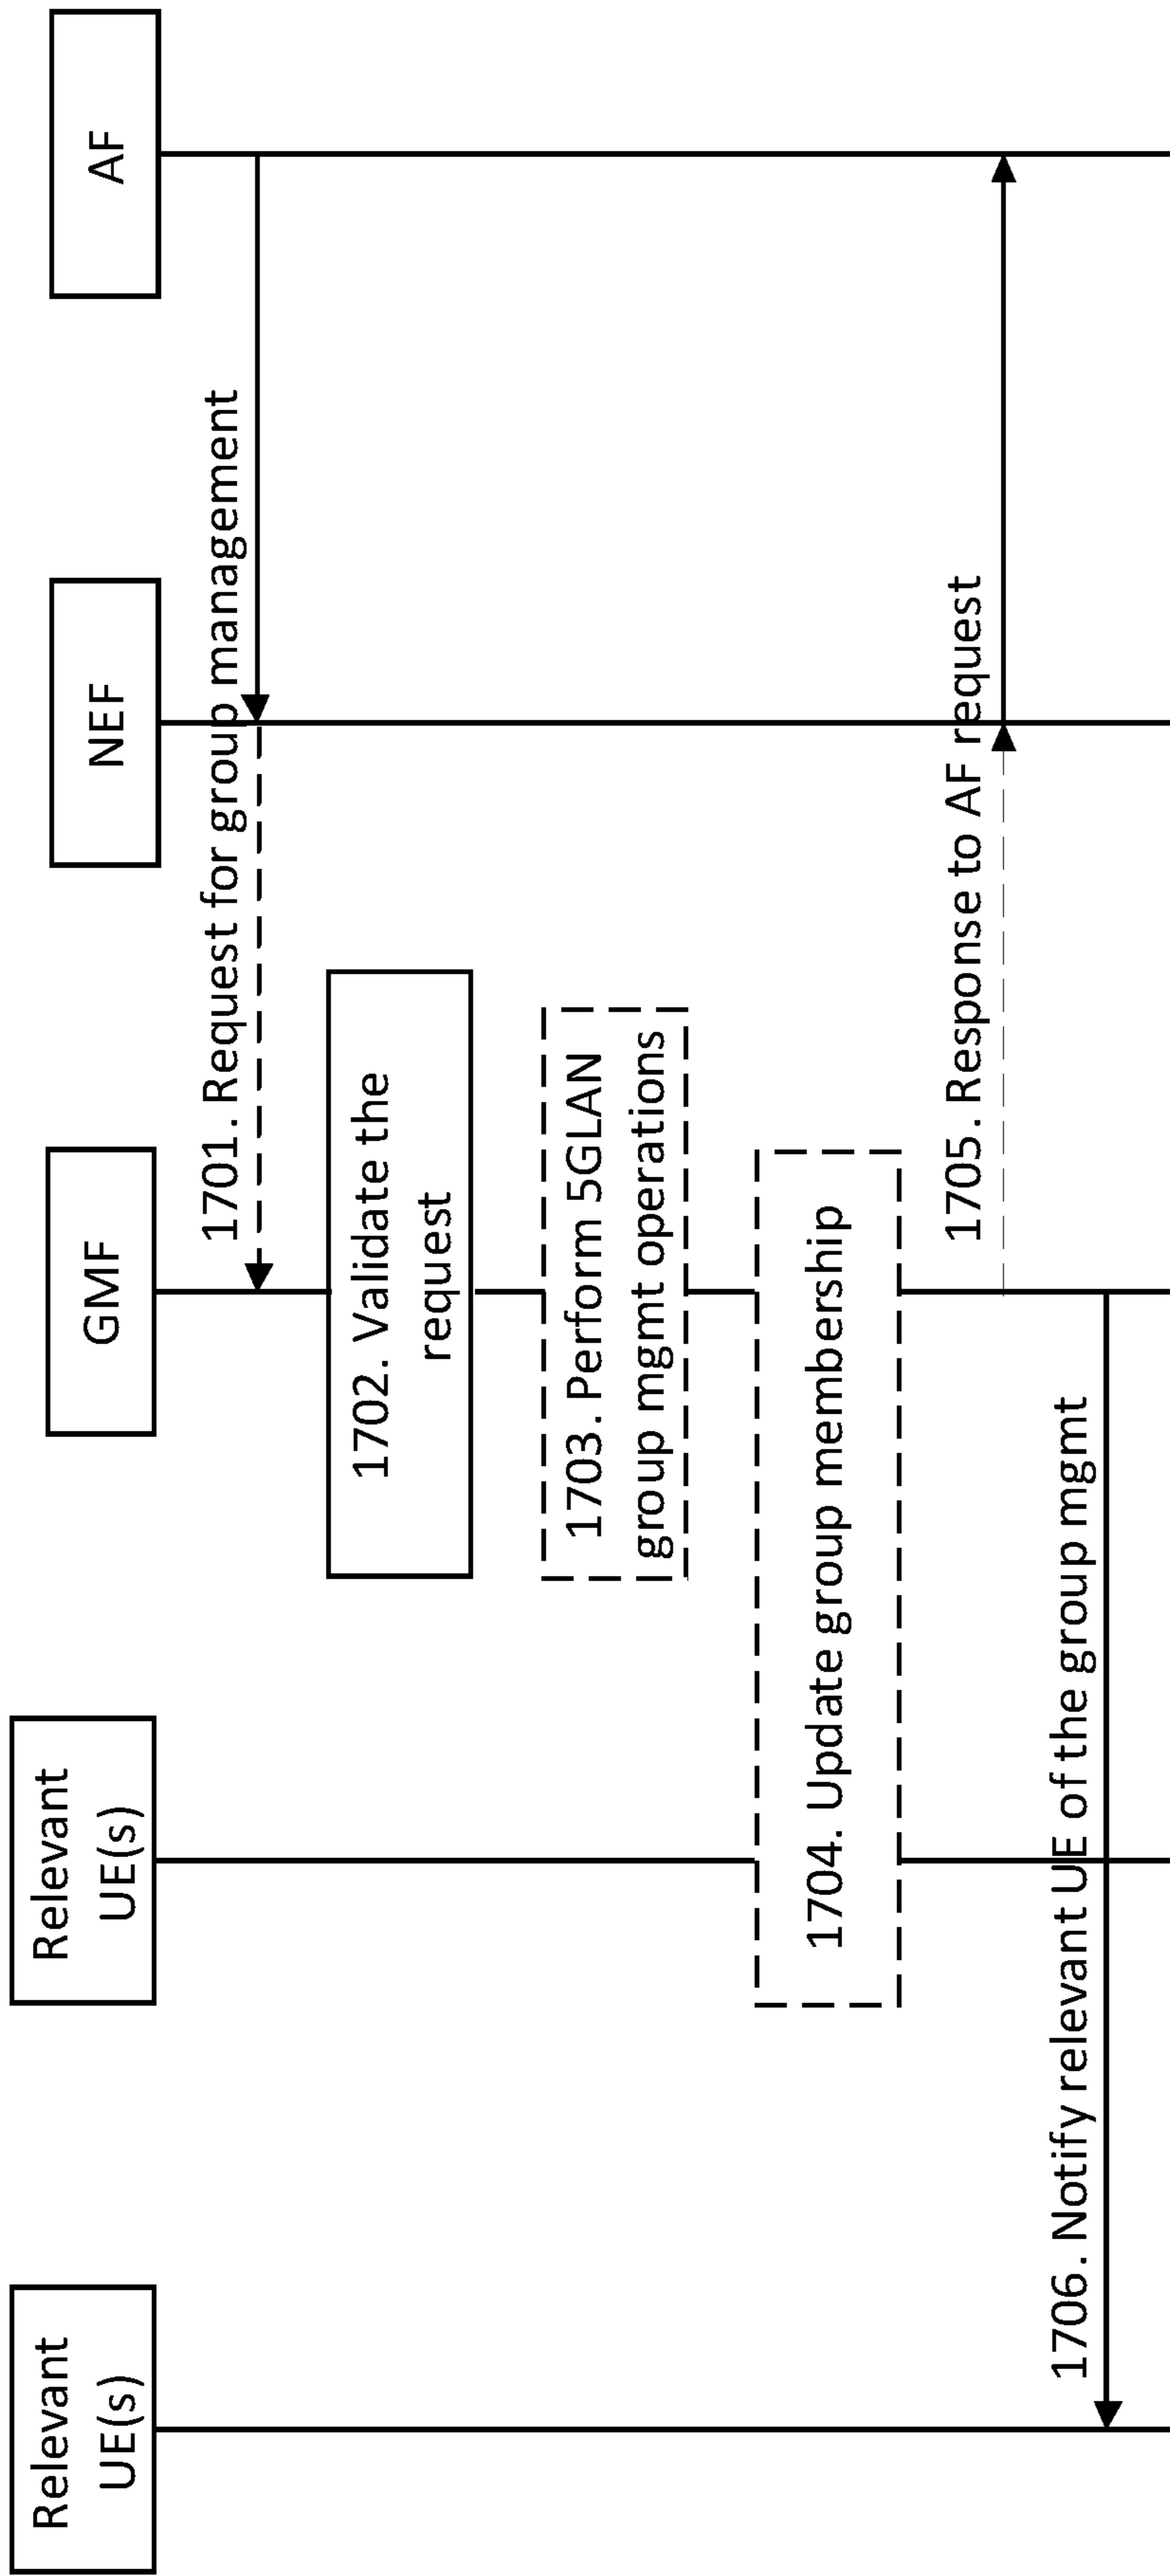 Relevant
UE(s)
Relevant
UE(s)
GMF
NEF
AF
1701. Request for group management
1702. Validate the
request
1703. Perform 5GLAN
group mgmt operations
1704. Update group membership
1705. Response to AF request
1706. Notify relevant UE of the group mgmt